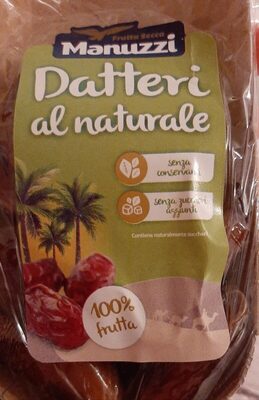 Frutta Secca
Manuzzi
Datteri
al naturale
senza
conservanti
senza zuccheri
aggiunti
Contiene naturalmente zuccheri
100%
frutta